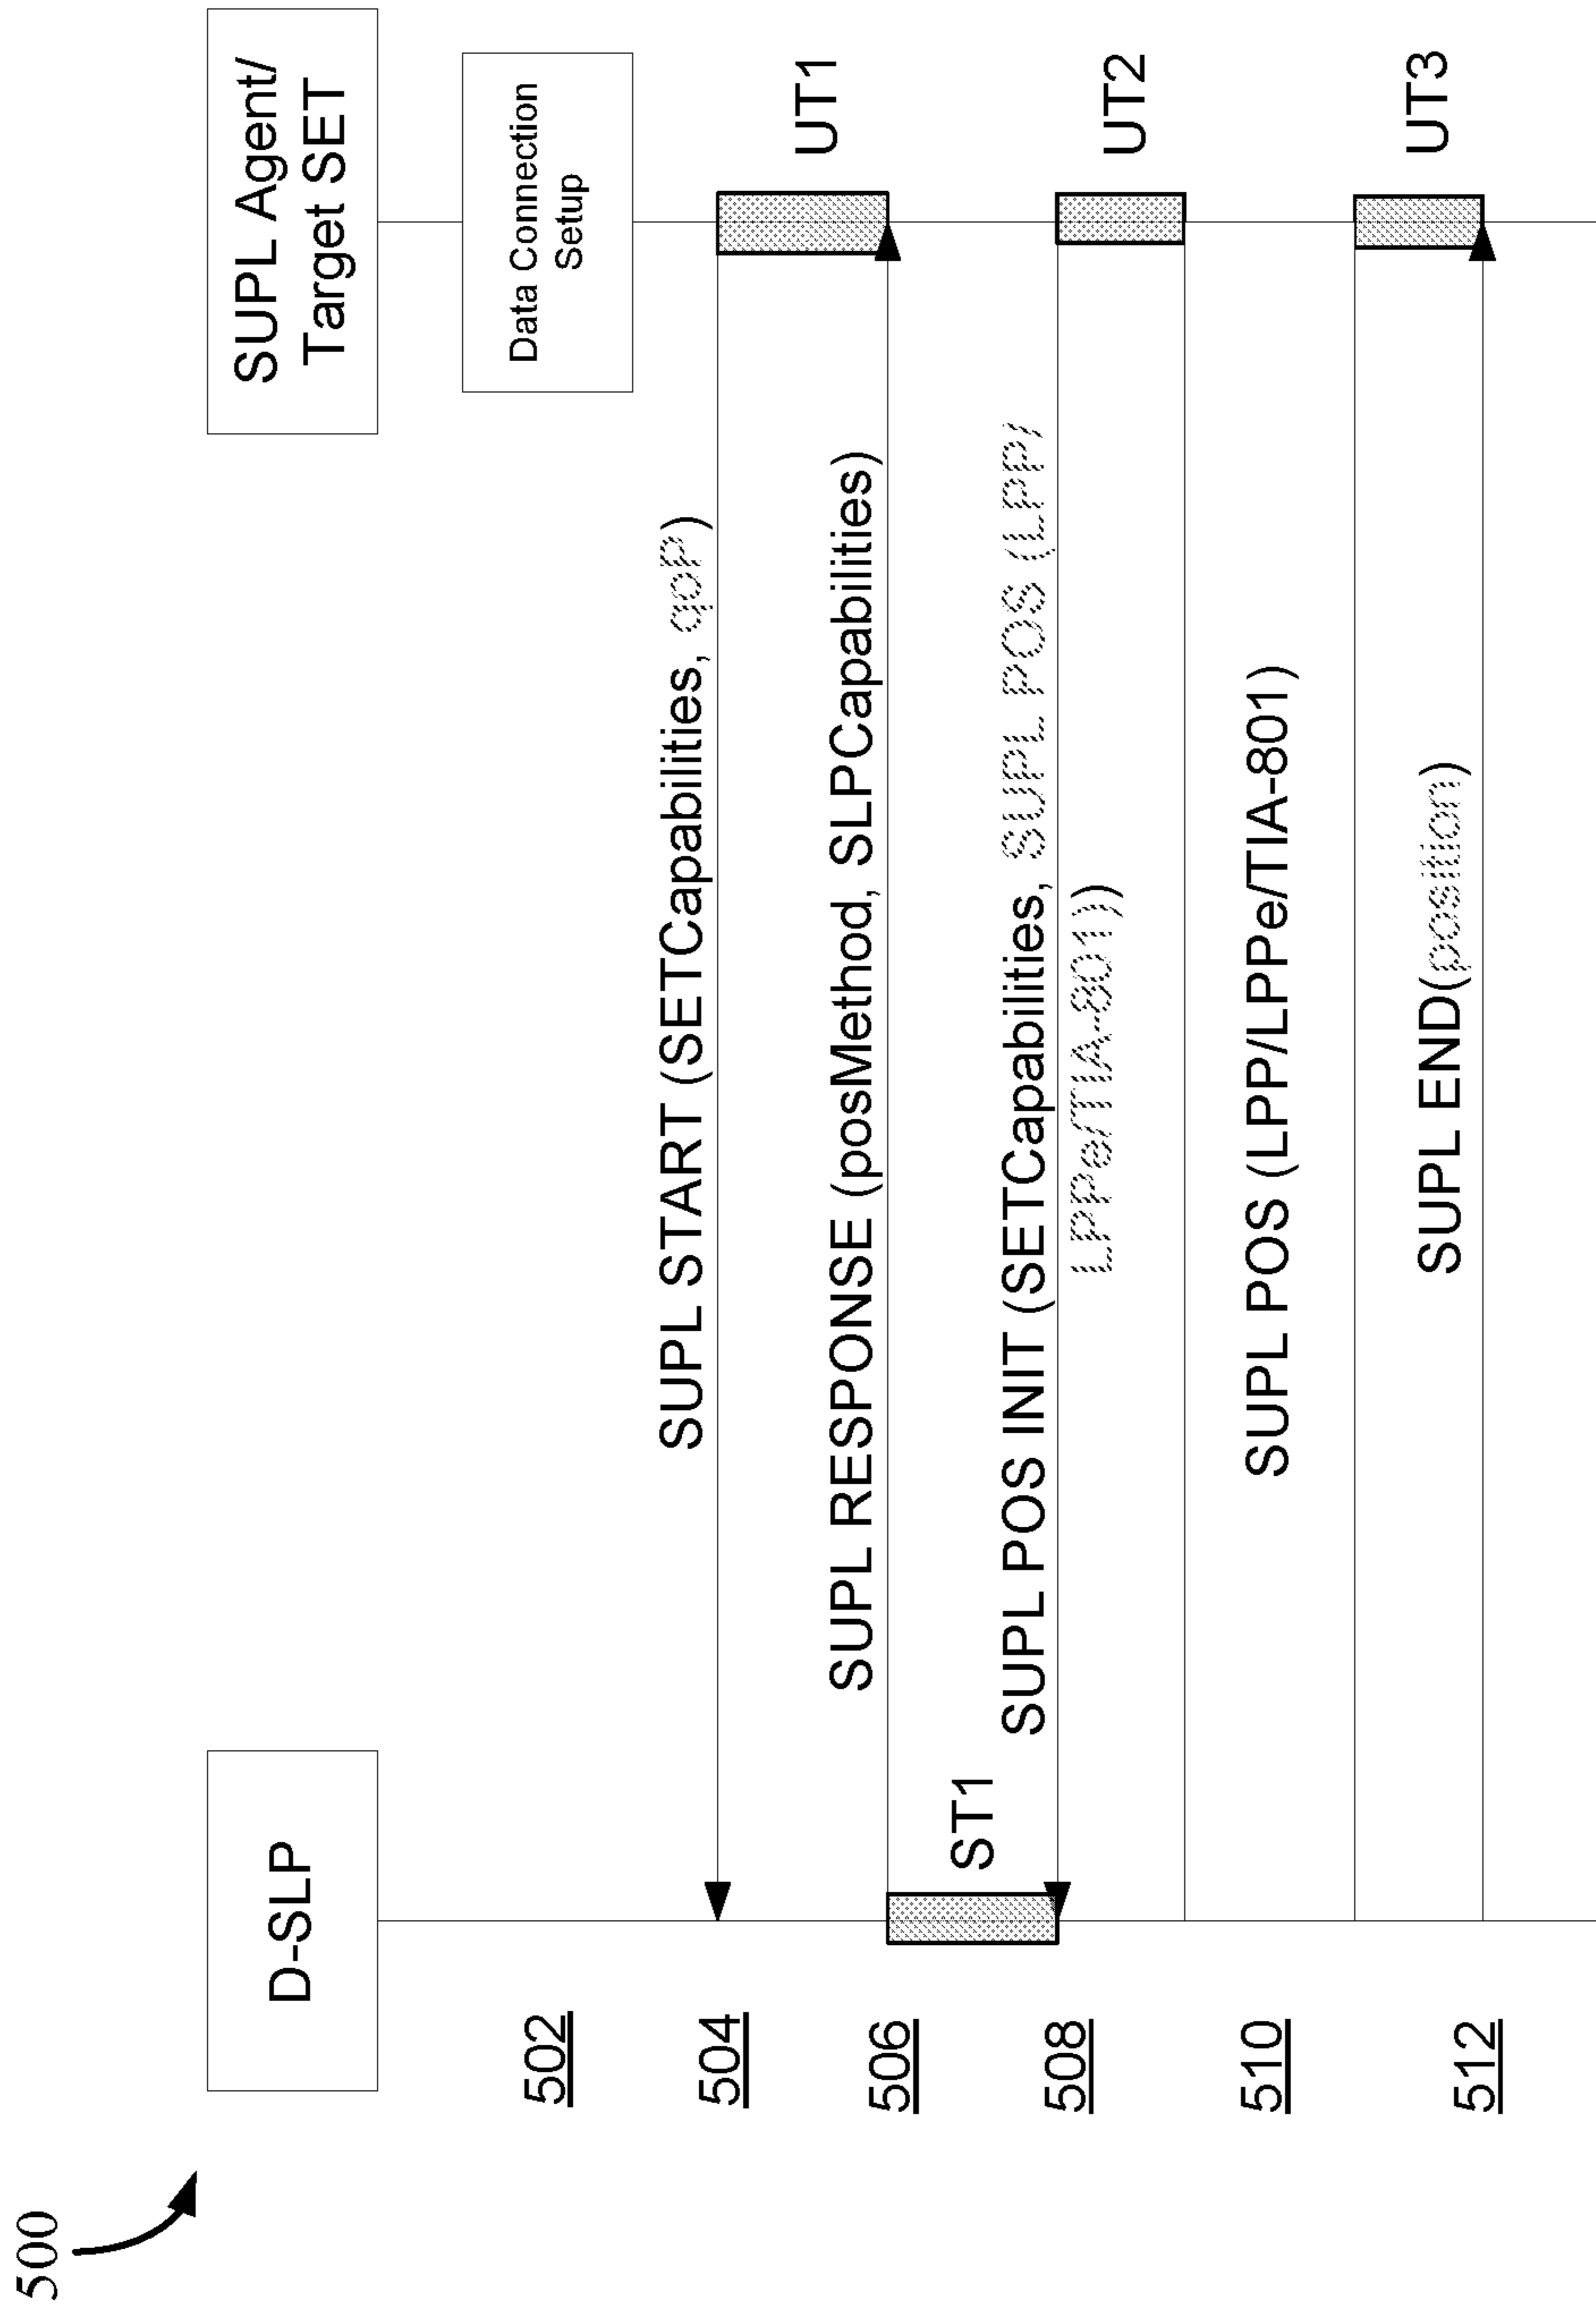 500
D-SLP
SUPL Agent/
Target SET
502
Data Connection
Setup
504
SUPL START (SETCapabilities, qoP)
UT1
506
SUPL RESPONSE (posMethod, SLPCapabilities)
ST1
508
SUPL POS INIT (SETCapabilities, SUPL POS (LPP/
LPPe/TIA-801))
UT2
510
SUPL POS (LPP/LPPe/TIA-801)
UT3
512
SUPL END(position)